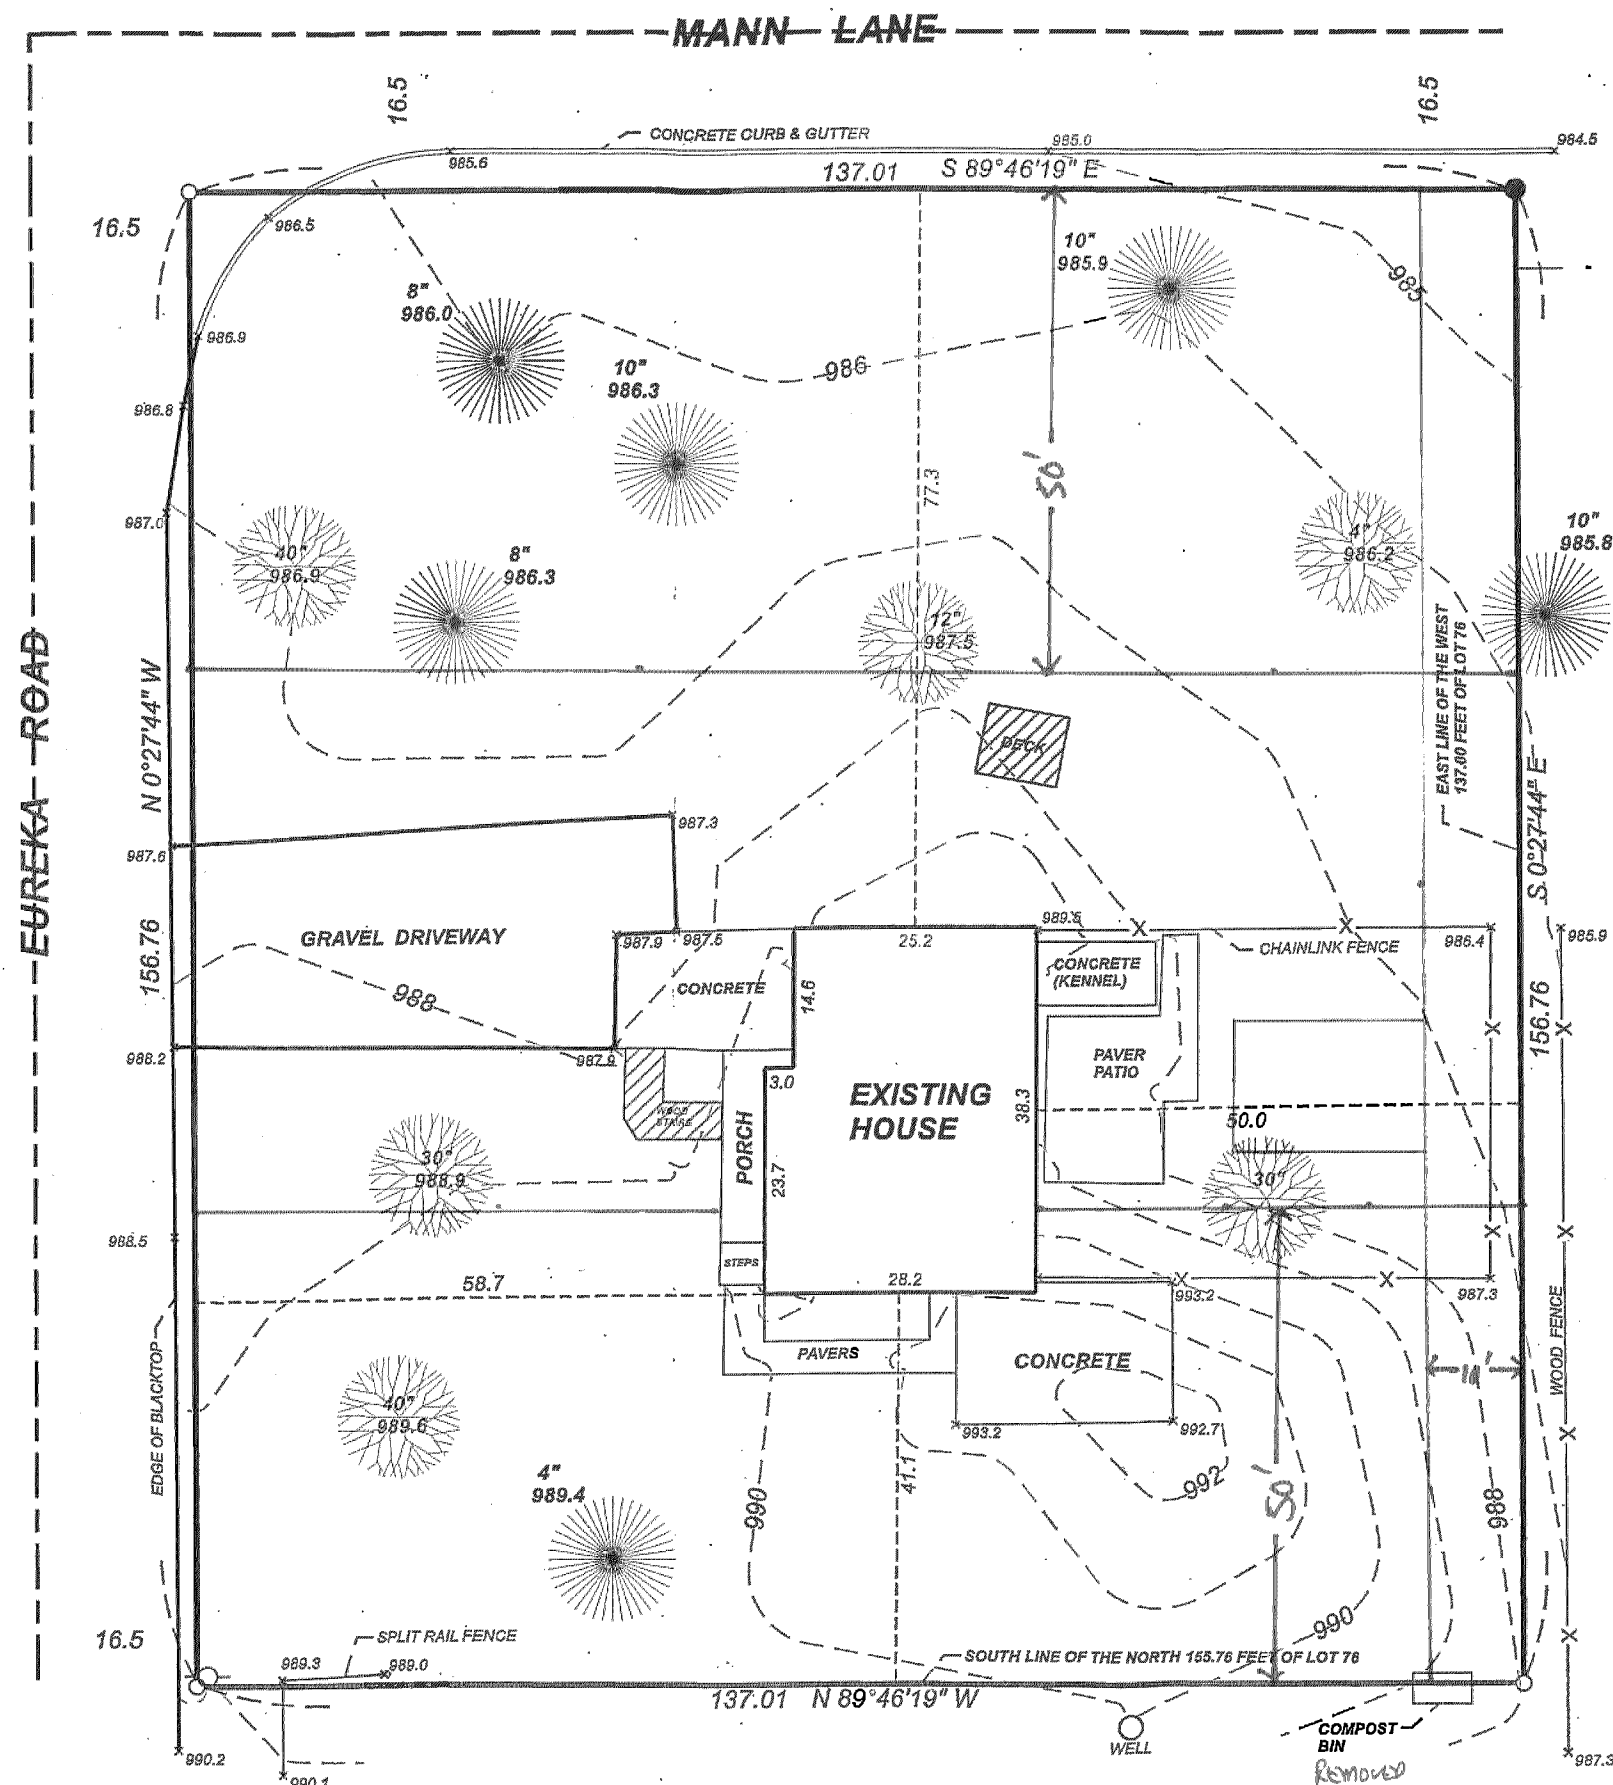 MANN LANE
16.5
16.5
CONCRETE CURB & GUTTER
985.6
985.0
984.5
137.01 S 89°46'19" E
16.5
986.5
10"
985.9
985
8"
986.0
986.9
10"
986.3
986
986.8
77.3
50'
987.0
40"
986.9
8"
986.3
4"
986.2
10"
985.8
12"
987.5
EAST LINE OF THE WEST
137.00 FEET OF LOT 76
EUREKA ROAD
N 0°27'44" W
S 0°27'44" E
DECK
987.3
987.6
GRAVEL DRIVEWAY
987.9
987.6
25.2
989.6
CHAINLINK FENCE
986.4
985.9
156.76
988
CONCRETE
14.6
CONCRETE
(KENNEL)
156.76
988.2
987.9
3.0
PAVER
PATIO
EXISTING
HOUSE
38.3
50.0
WOOD
STAIRS
PORCH
23.7
30"
988.9
30"
988.5
STEPS
58.7
28.2
993.2
987.3
EDGE OF BLACKTOP
PAVERS
CONCRETE
WOOD FENCE
40"
989.6
993.2
992.7
41.1
992
4"
989.4
990
50'
988
990
16.5
SPLIT RAIL FENCE
989.3
989.0
SOUTH LINE OF THE NORTH 155.76 FEET OF LOT 76
137.01 N 89°46'19" W
WELL
COMPOST
BIN
REMOVED
990.2
990.1
987.3